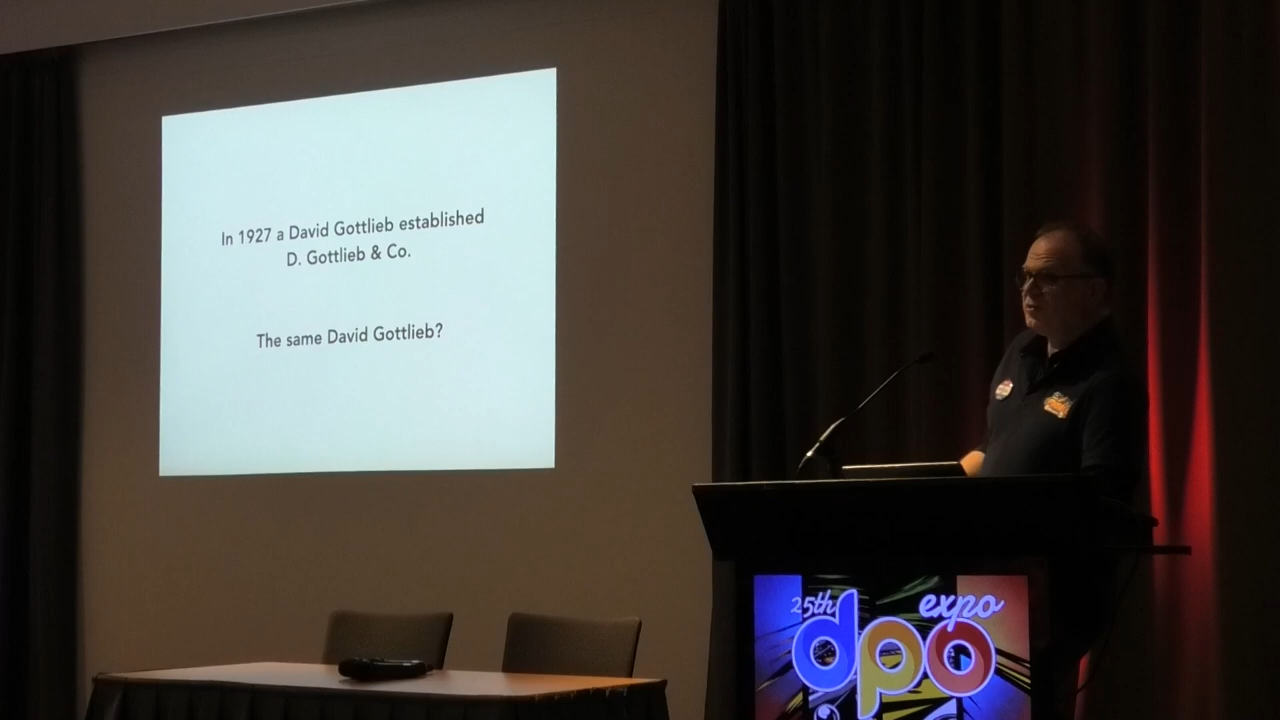 In 1927 a David Gottlieb established
D. Gottlieb & Co.
The same David Gottlieb?
25th expo
dpo